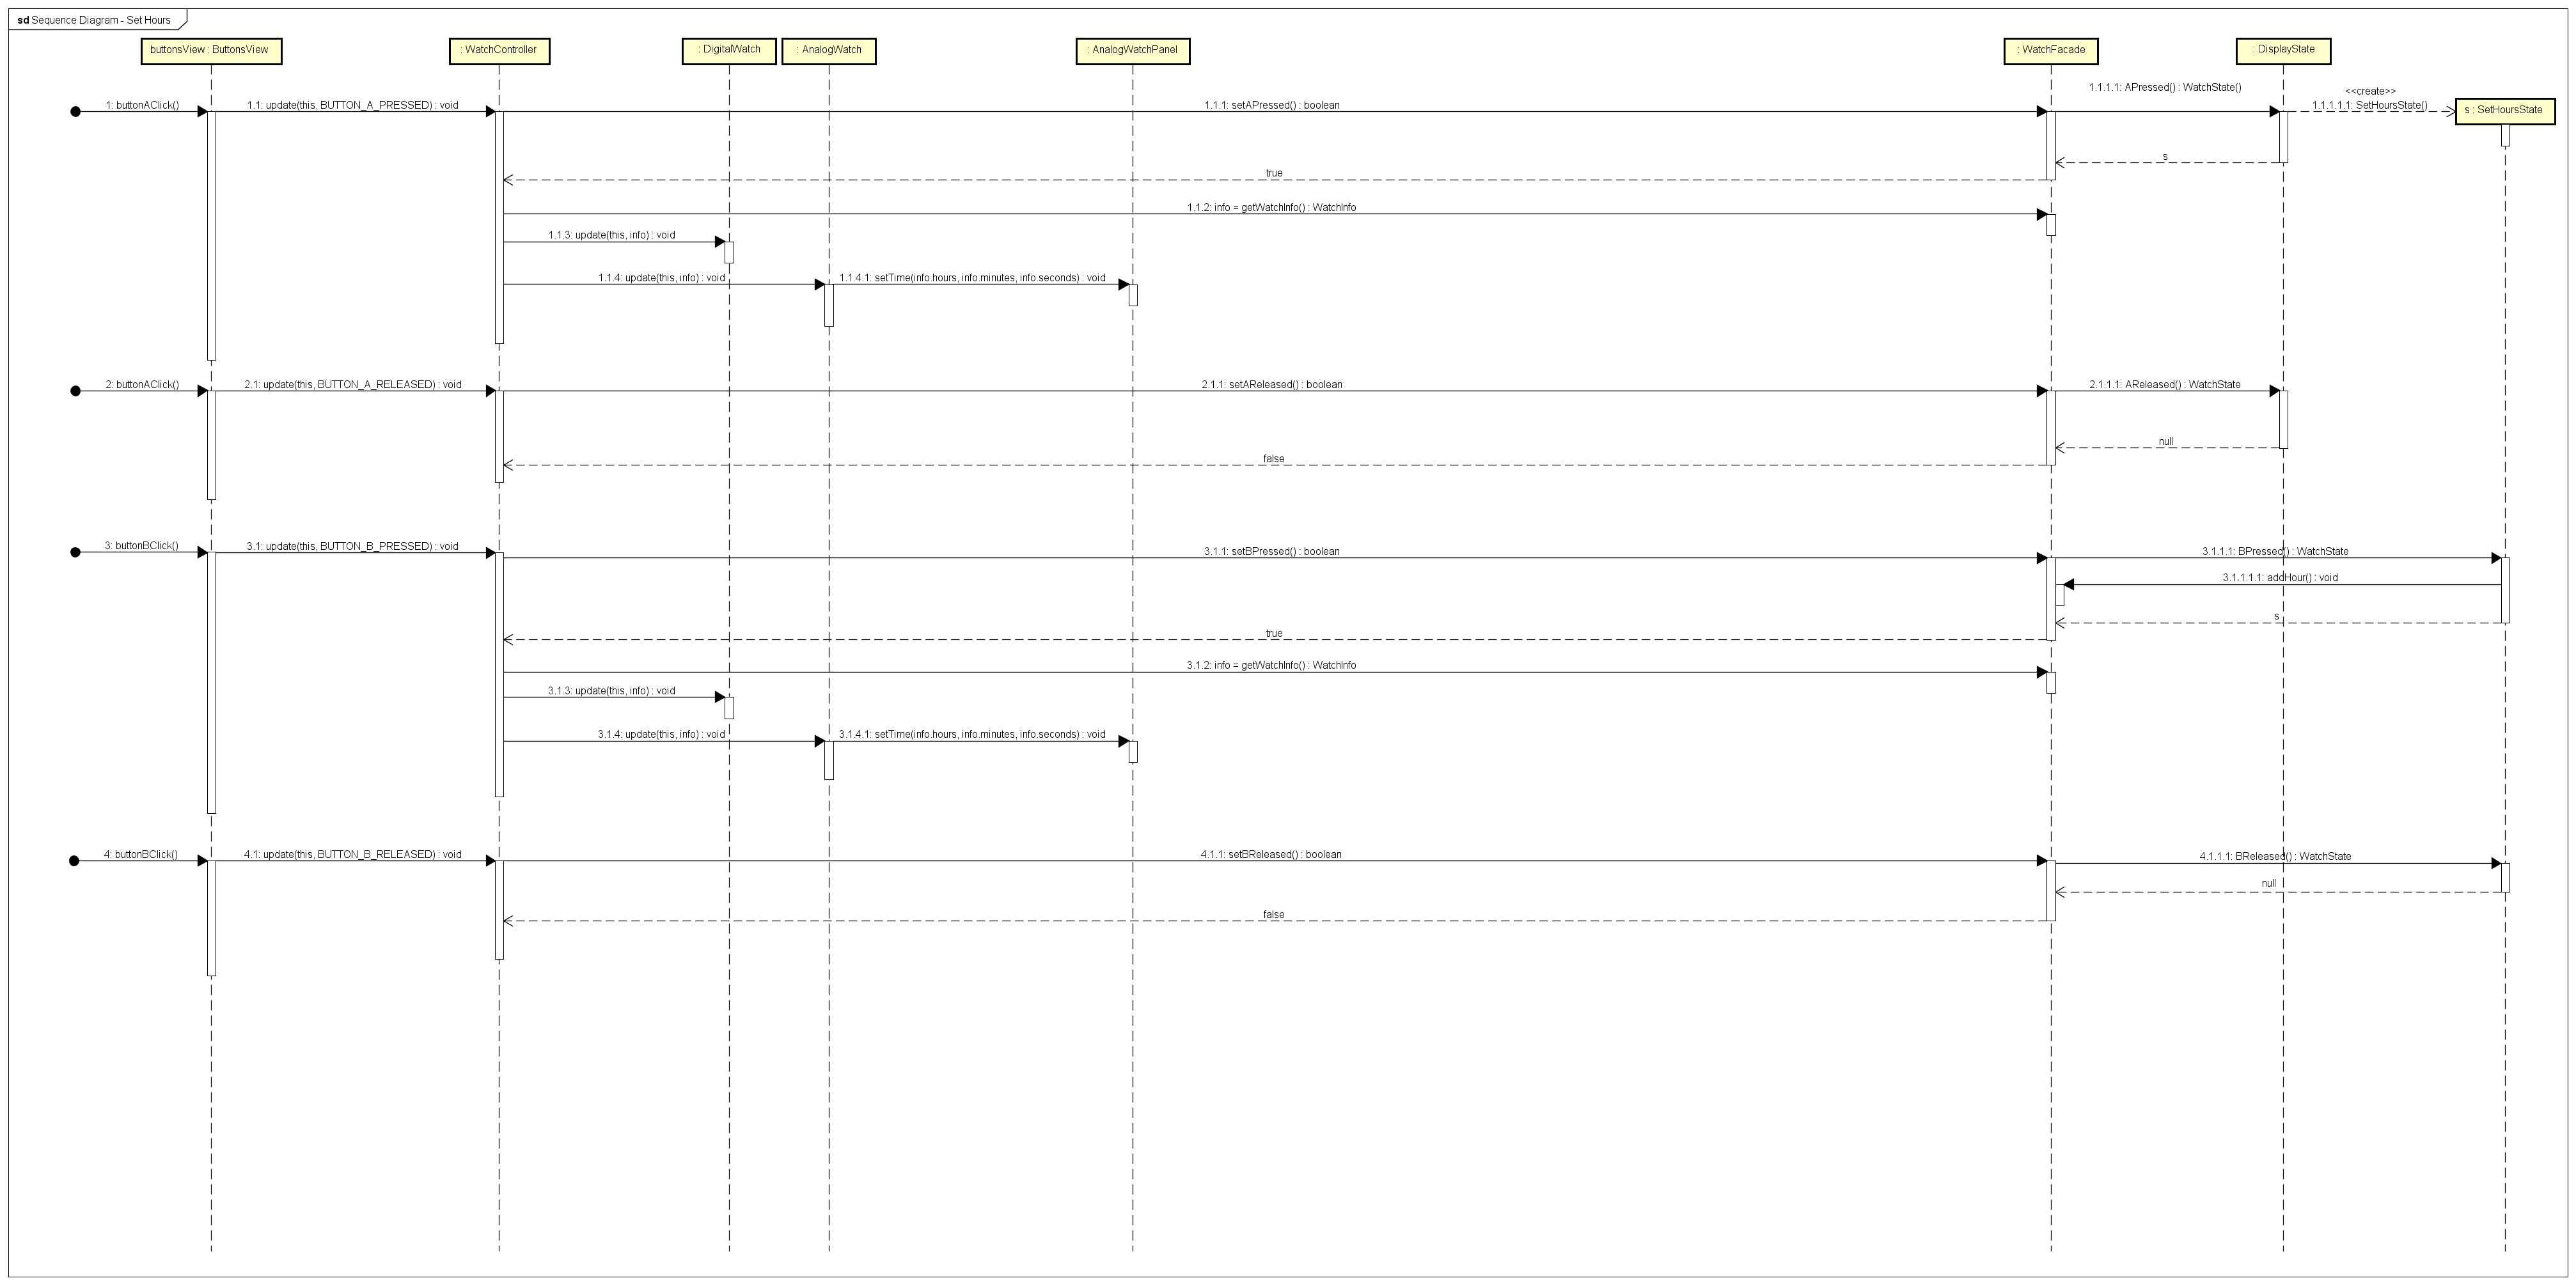 sd Sequence Diagram - Set Hours
buttonsView : ButtonsView
: WatchController
: DigitalWatch
: AnalogWatch
: AnalogWatchPanel
: WatchFacade
: DisplayState
1.1.1.1: APressed() : WatchState()
<<create>>
1: buttonAClick()
1.1: update(this, BUTTON_A_PRESSED) : void
1.1.1: setAPressed() : boolean
1.1.1.1.1: SetHoursState()
s : SetHoursState
s
true
1.1.2: info = getWatchInfo() : WatchInfo
1.1.3: update(this, info) : void
1.1.4: update(this, info) : void
1.1.4.1: setTime(info.hours, info.minutes, info.seconds) : void
2: buttonAClick()
2.1: update(this, BUTTON_A_RELEASED) : void
2.1.1: setAReleased() : boolean
2.1.1.1: AReleased() : WatchState
null
false
3: buttonBClick()
3.1: update(this, BUTTON_B_PRESSED) : void
3.1.1: setBPressed() : boolean
3.1.1.1: BPressed() : WatchState
3.1.1.1.1: addHour() : void
s
true
3.1.2: info = getWatchInfo() : WatchInfo
3.1.3: update(this, info) : void
3.1.4: update(this, info) : void
3.1.4.1: setTime(info.hours, info.minutes, info.seconds) : void
4: buttonBClick()
4.1: update(this, BUTTON_B_RELEASED) : void
4.1.1: setBReleased() : boolean
4.1.1.1: BReleased() : WatchState
null
false